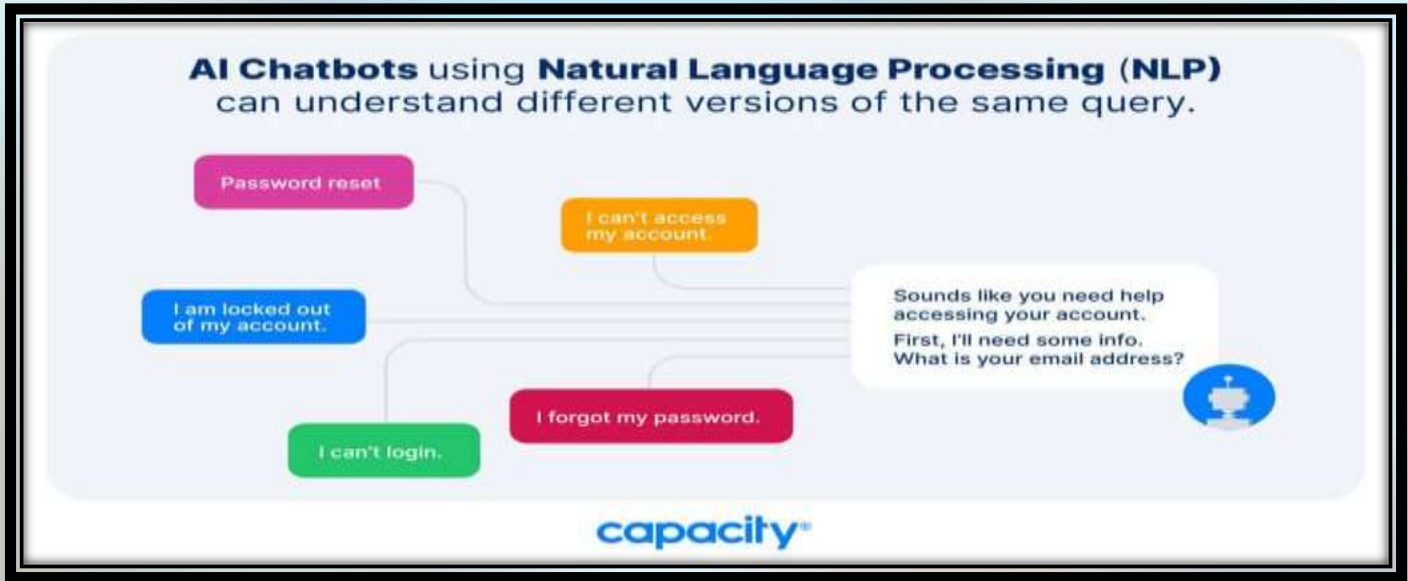 AI Chatbots using Natural Language Processing (NLP)
can understand different versions of the same query.
Password reset
I can't access
my account.
I am locked out
of my account.
Sounds like you need help
accessing your account.
First, I'll need some info.
What is your email address?
I forgot my password.
I can't login.
capacity®